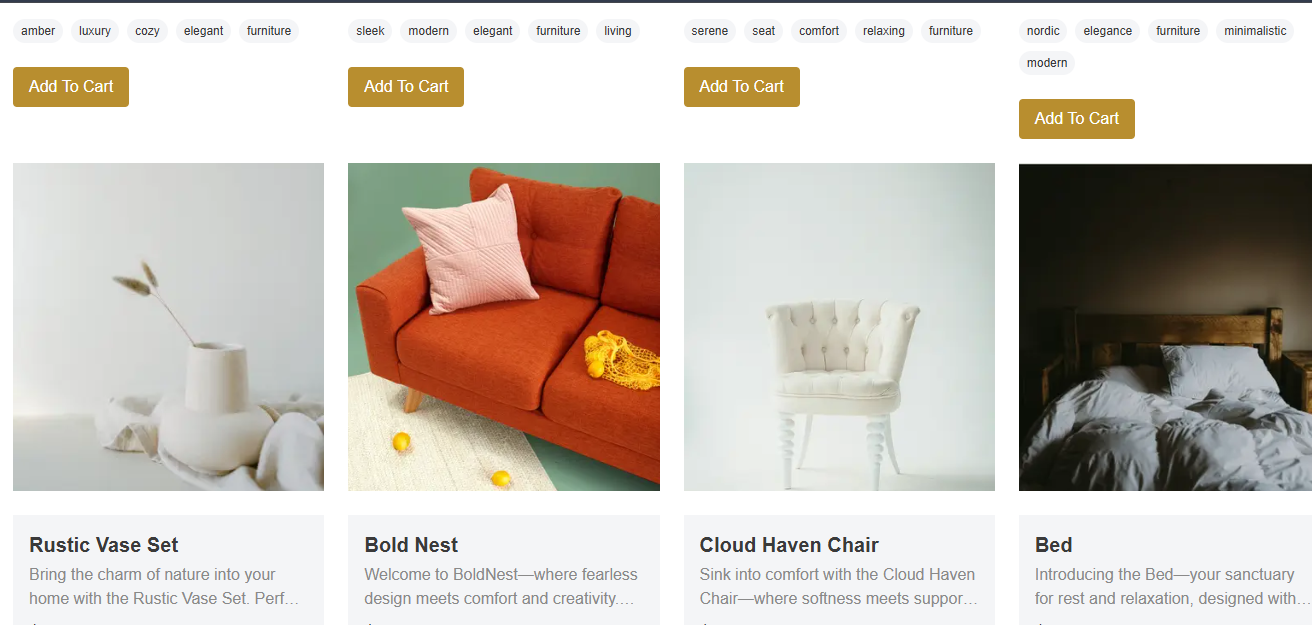 amber luxury cozy elegant furniture
sleek modern elegant furniture living
serene seat comfort relaxing furniture
nordic elegance furniture minimalistic
modern
Add To Cart
Add To Cart
Add To Cart
Add To Cart
Rustic Vase Set
Bring the charm of nature into your
home with the Rustic Vase Set. Perf…
Bold Nest
Welcome to BoldNest—where fearless
design meets comfort and creativity.…
Cloud Haven Chair
Sink into comfort with the Cloud Haven
Chair—where softness meets suppor…
Bed
Introducing the Bed—your sanctuary
for rest and relaxation, designed with…